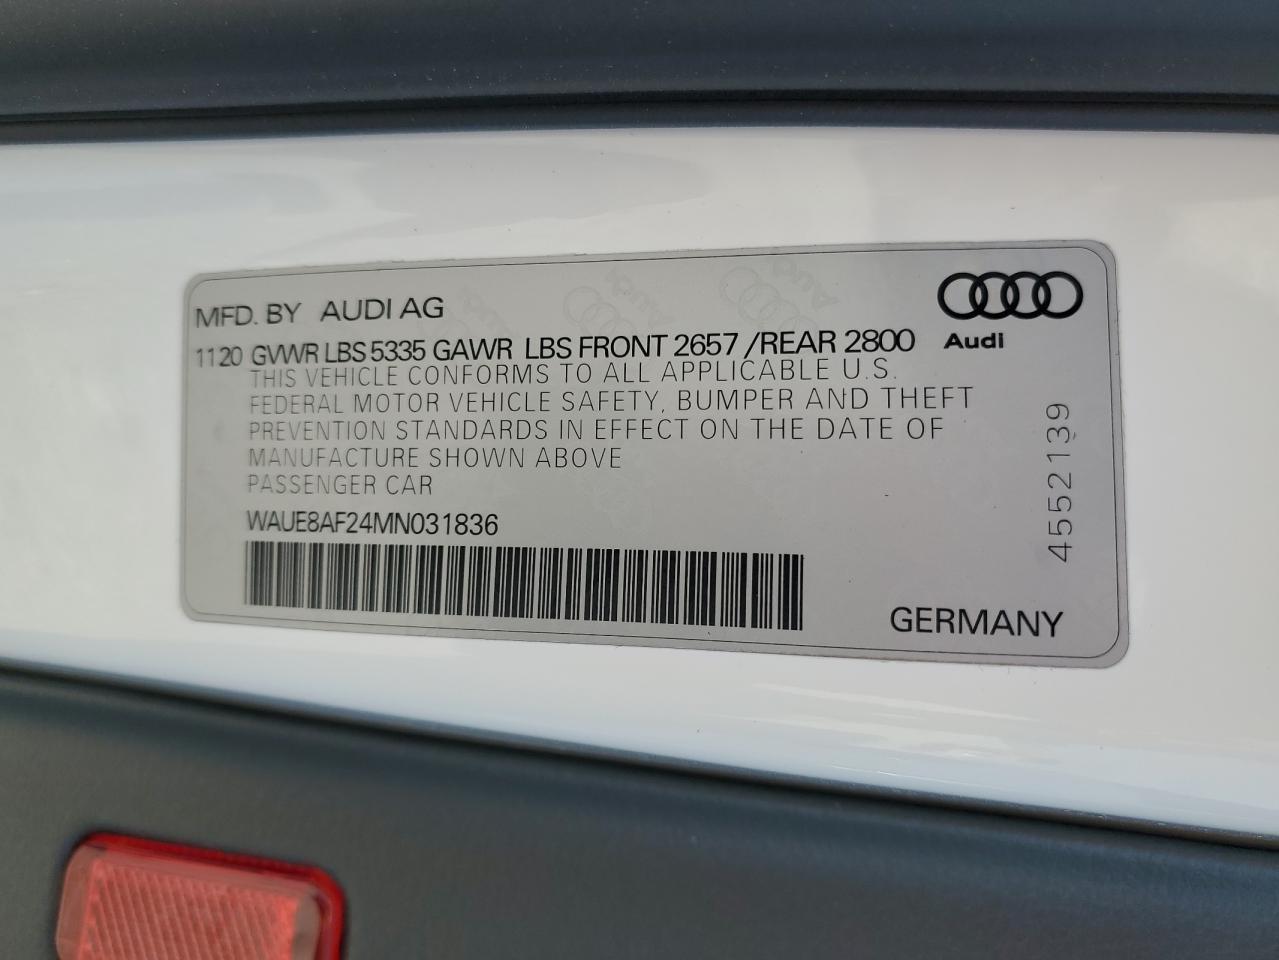 MFD. BY AUDI AG
1120 GVWR LBS 5335 GAWR LBS FRONT 2657 /REAR 2800
Audi
THIS VEHICLE CONFORMS TO ALL APPLICABLE U.S.
FEDERAL MOTOR VEHICLE SAFETY, BUMPER AND THEFT
PREVENTION STANDARDS IN EFFECT ON THE DATE OF
MANUFACTURE SHOWN ABOVE
PASSENGER CAR
WAUE8AF24MN031836
4552139
GERMANY